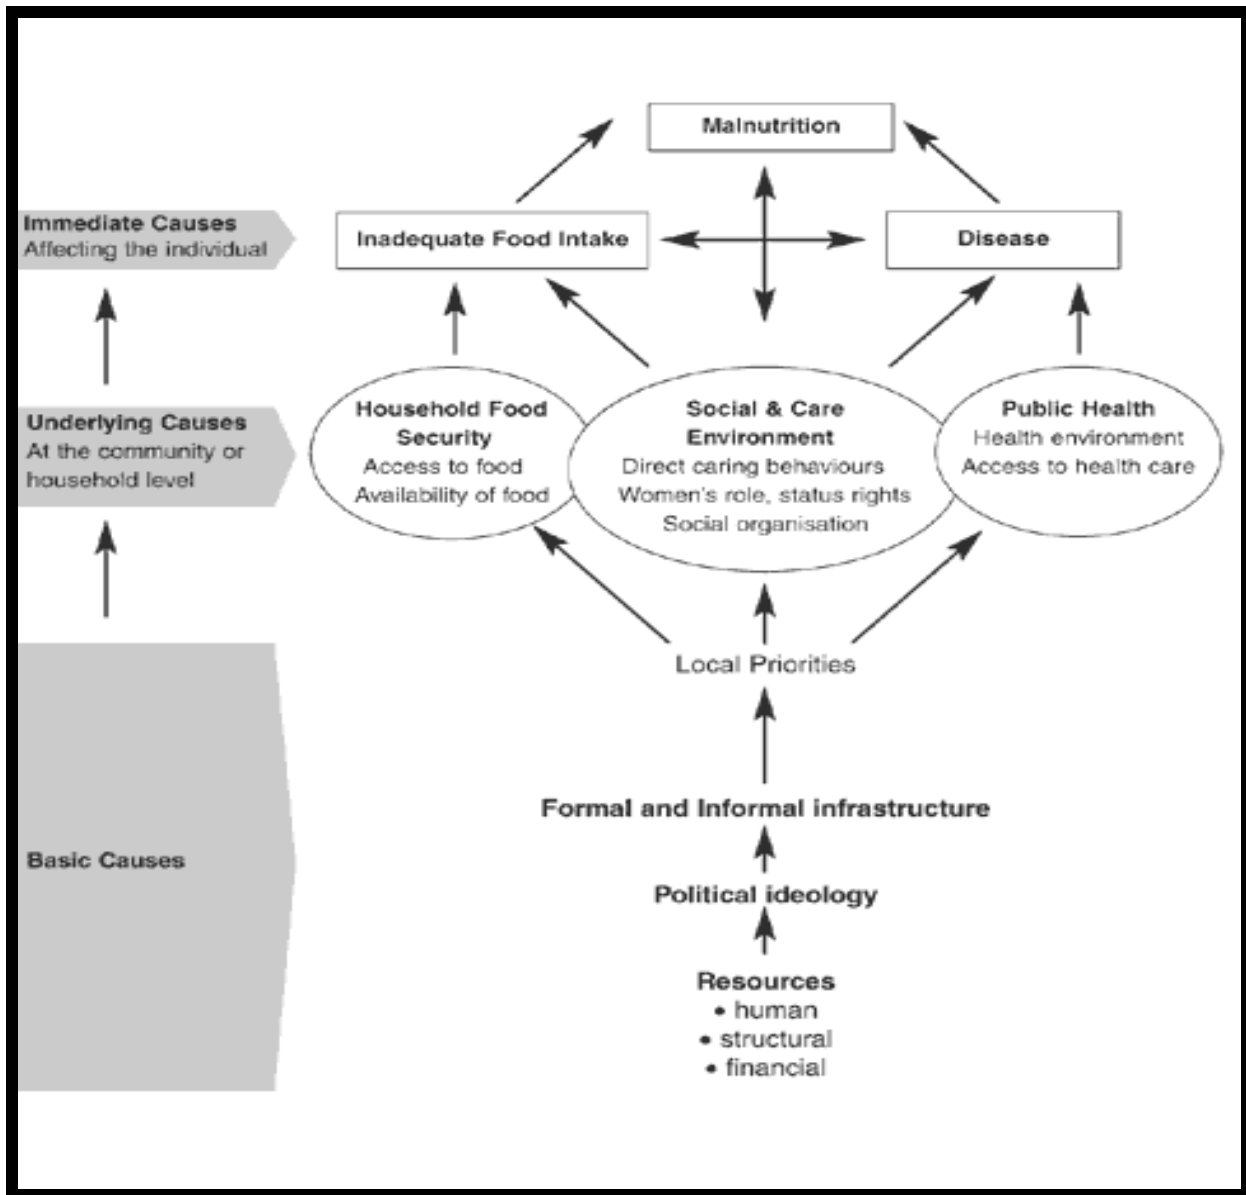 Malnutrition
Immediate Causes
Affecting the individual
Inadequate Food Intake
Disease
Underlying Causes
At the community or
household level
Household Food
Security
Access to food
Availability of food
Social & Care
Environment
Direct caring behaviours
Women's role, status rights
Social organisation
Public Health
Health environment
Access to health care
Local Priorities
Basic Causes
Formal and Informal infrastructure
Political ideology
Resources
• human
• structural
• financial